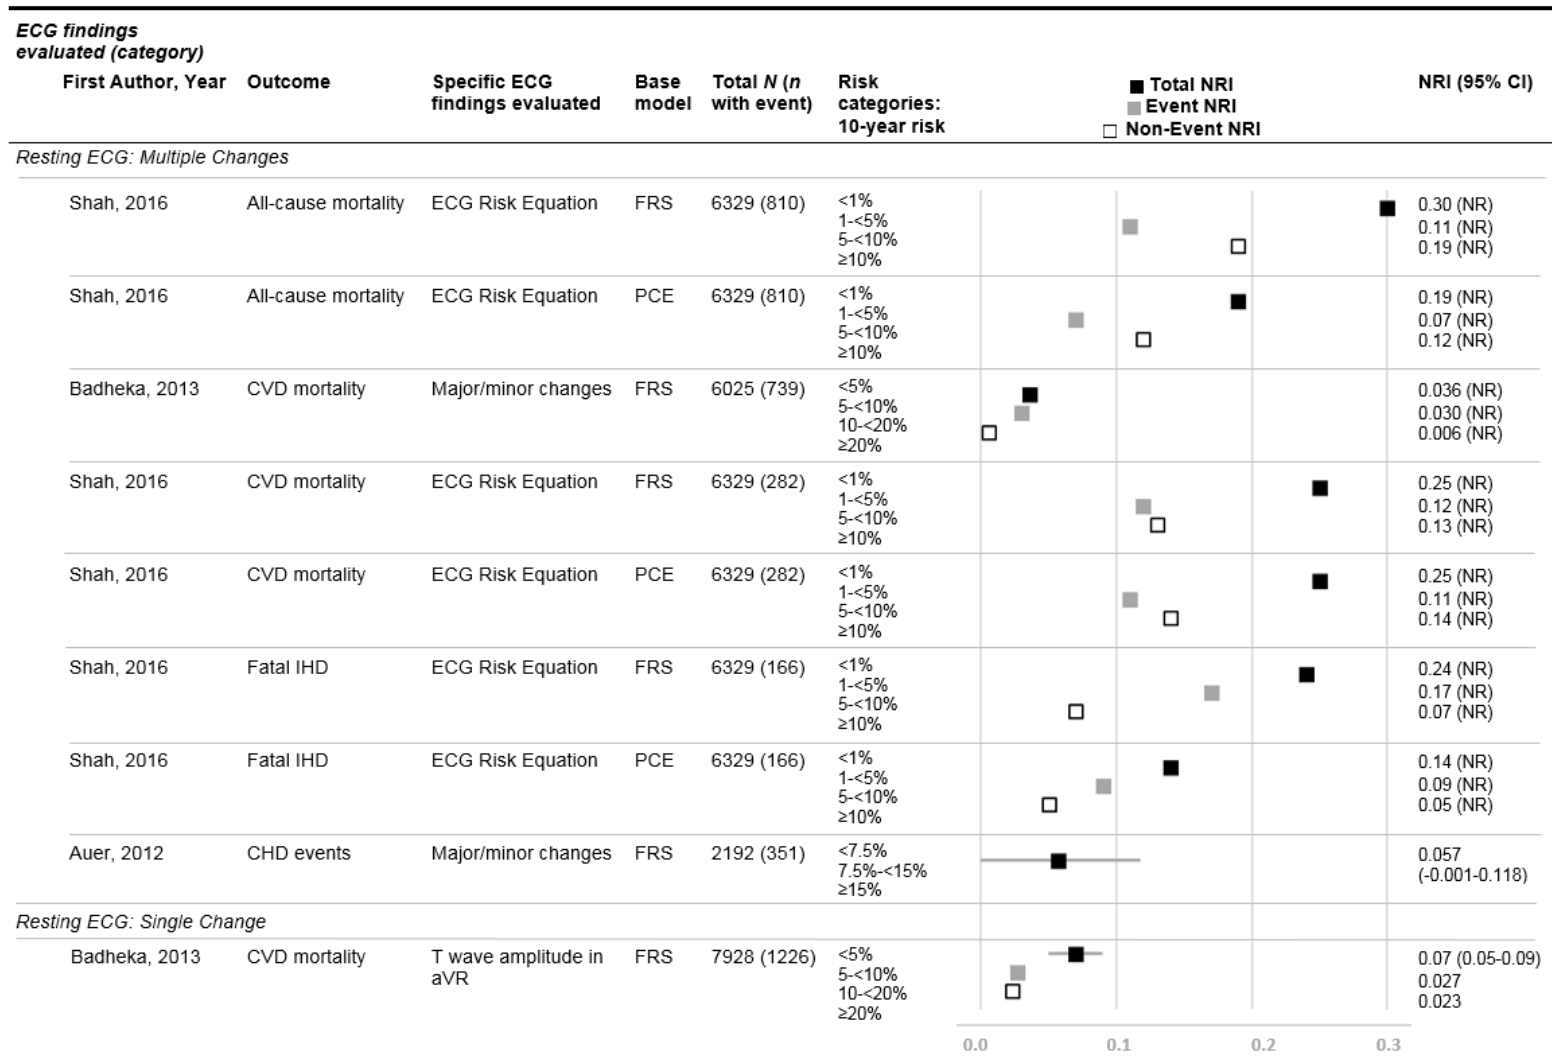 ECG findings
evaluated (category)
First Author, Year Outcome Specific ECG findings evaluated Base model Total N (n with event) Risk categories: 10-year risk Total NRI Event NRI Non-Event NRI NRI (95% CI)
Resting ECG: Multiple Changes
Shah, 2016 All-cause mortality ECG Risk Equation FRS 6329 (810) <1% 0.30 (NR)
1-<5% 0.11 (NR)
5-<10% 0.19 (NR)
≥10%
Shah, 2016 All-cause mortality ECG Risk Equation PCE 6329 (810) <1% 0.19 (NR)
1-<5% 0.07 (NR)
5-<10% 0.12 (NR)
≥10%
Badheka, 2013 CVD mortality Major/minor changes FRS 6025 (739) <5% 0.036 (NR)
5-<10% 0.030 (NR)
10-<20% 0.006 (NR)
≥20%
Shah, 2016 CVD mortality ECG Risk Equation FRS 6329 (282) <1% 0.25 (NR)
1-<5% 0.12 (NR)
5-<10% 0.13 (NR)
≥10%
Shah, 2016 CVD mortality ECG Risk Equation PCE 6329 (282) <1% 0.25 (NR)
1-<5% 0.11 (NR)
5-<10% 0.14 (NR)
≥10%
Shah, 2016 Fatal IHD ECG Risk Equation FRS 6329 (166) <1% 0.24 (NR)
1-<5% 0.17 (NR)
5-<10% 0.07 (NR)
≥10%
Shah, 2016 Fatal IHD ECG Risk Equation PCE 6329 (166) <1% 0.14 (NR)
1-<5% 0.09 (NR)
5-<10% 0.05 (NR)
≥10%
Auer, 2012 CHD events Major/minor changes FRS 2192 (351) <7.5% 0.057
7.5%-<15% (-0.001-0.118)
≥15%
Resting ECG: Single Change
Badheka, 2013 CVD mortality T wave amplitude in FRS 7928 (1226) <5% 0.07 (0.05-0.09)
aVR 5-<10% 0.027
10-<20% 0.023
≥20%
0.0 0.1 0.2 0.3